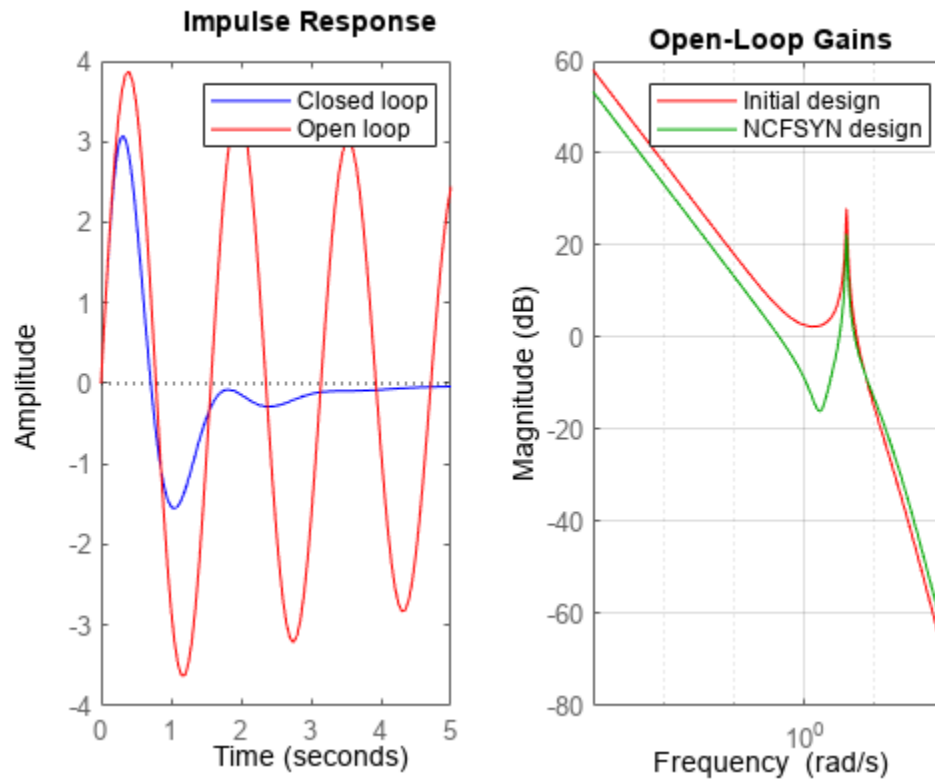 Impulse Response
Amplitude
4
3
2
1
0
-1
-2
-3
-4
0
1
2
3
4
5
Time (seconds)
Closed loop
Open loop
Open-Loop Gains
Magnitude (dB)
60
40
20
0
-20
-40
-60
-80
10^0
Frequency (rad/s)
Initial design
NCFSYN design